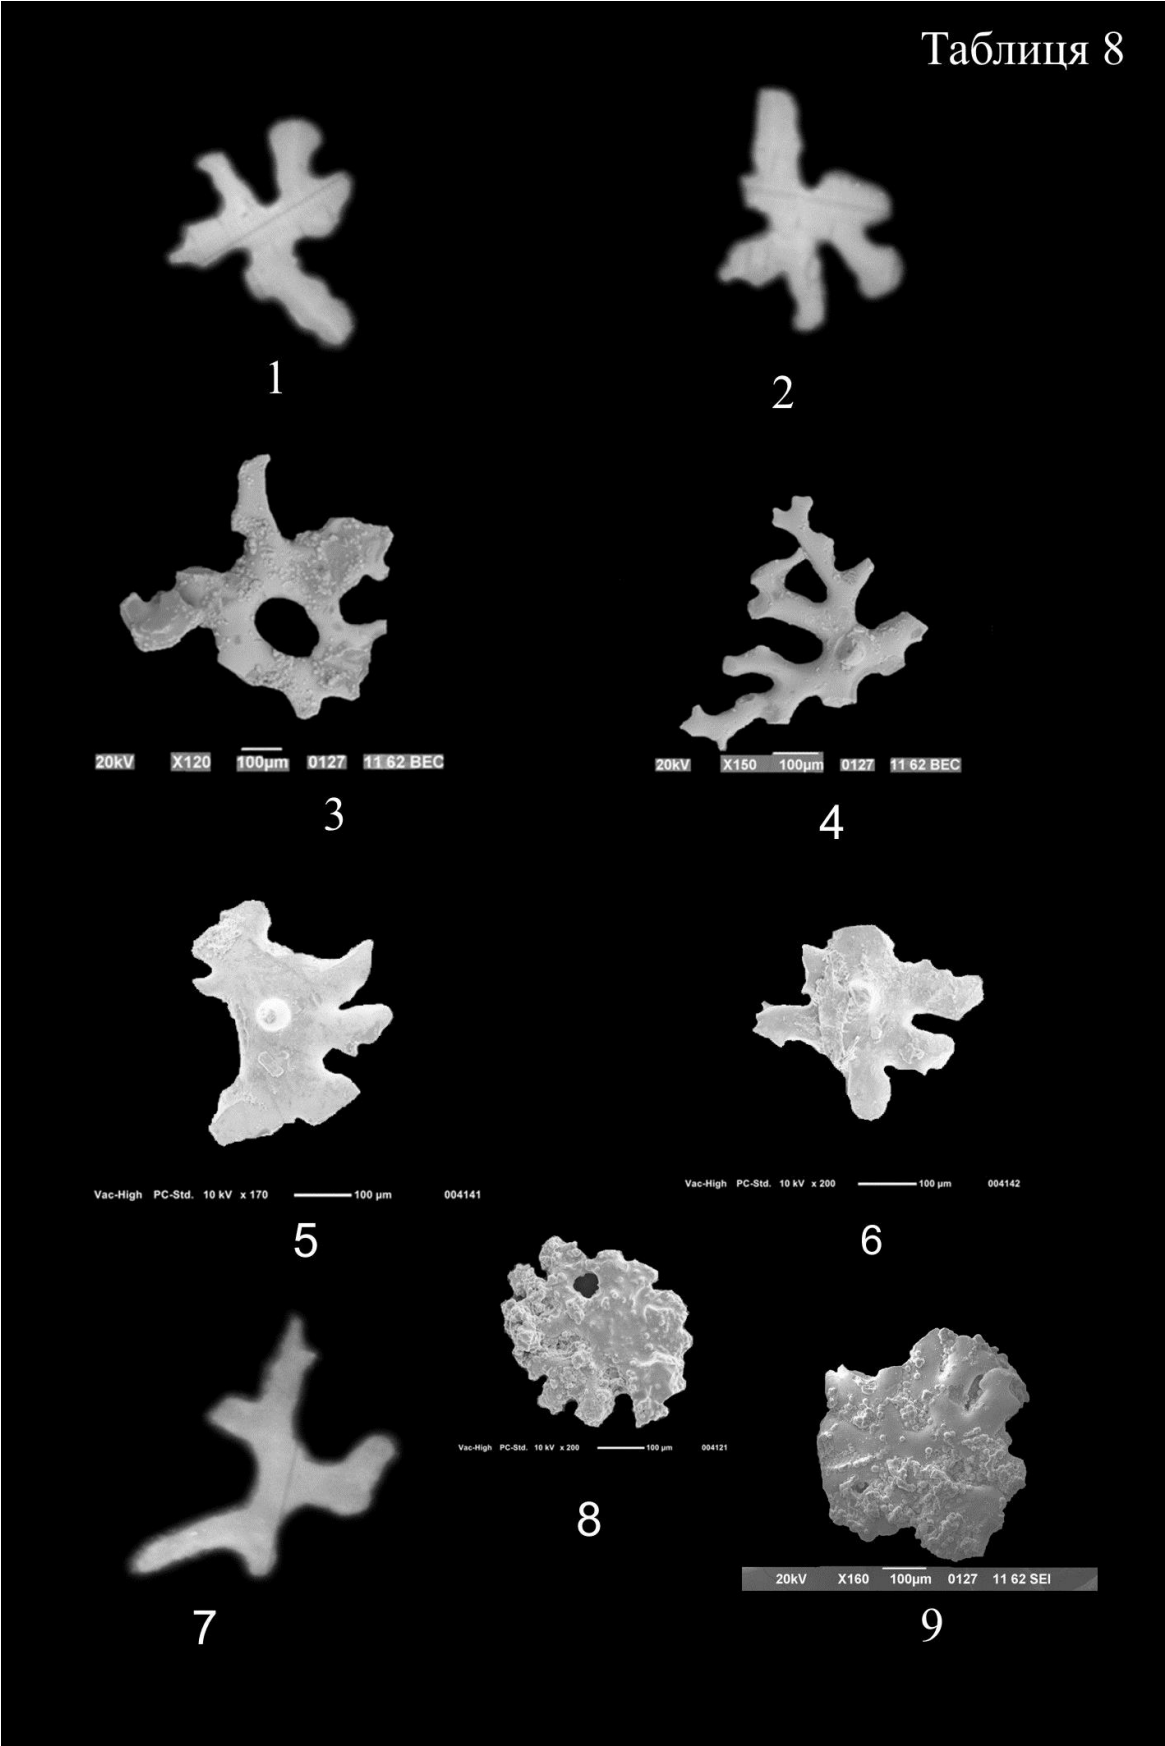 Таблиця 8
1
2
20kV X120 100µm 0127 11 62 BEC
3
20kV X150 100µm 0127 11 62 BEC
4
Vac-High PC-Std. 10 kV x 170 100 µm 004141
5
Vac-High PC-Std. 10 kV x 200 100 µm 004142
6
7
Vac-High PC-Std. 10 kV x 200 100 µm 004121
8
20kV X160 100µm 0127 11 62 SEI
9